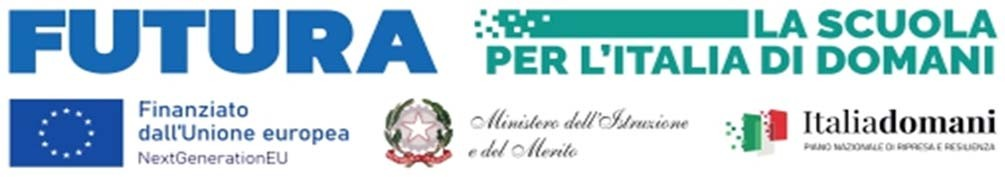 FUTURA
LA SCUOLA
PER L'ITALIA DI DOMANI
Finanziato
dall'Unione europea
NextGenerationEU
Ministero dell'Istruzione
e del Merito
Italiadomani
PIANO NAZIONALE DI RIPRESA E RESILIENZA